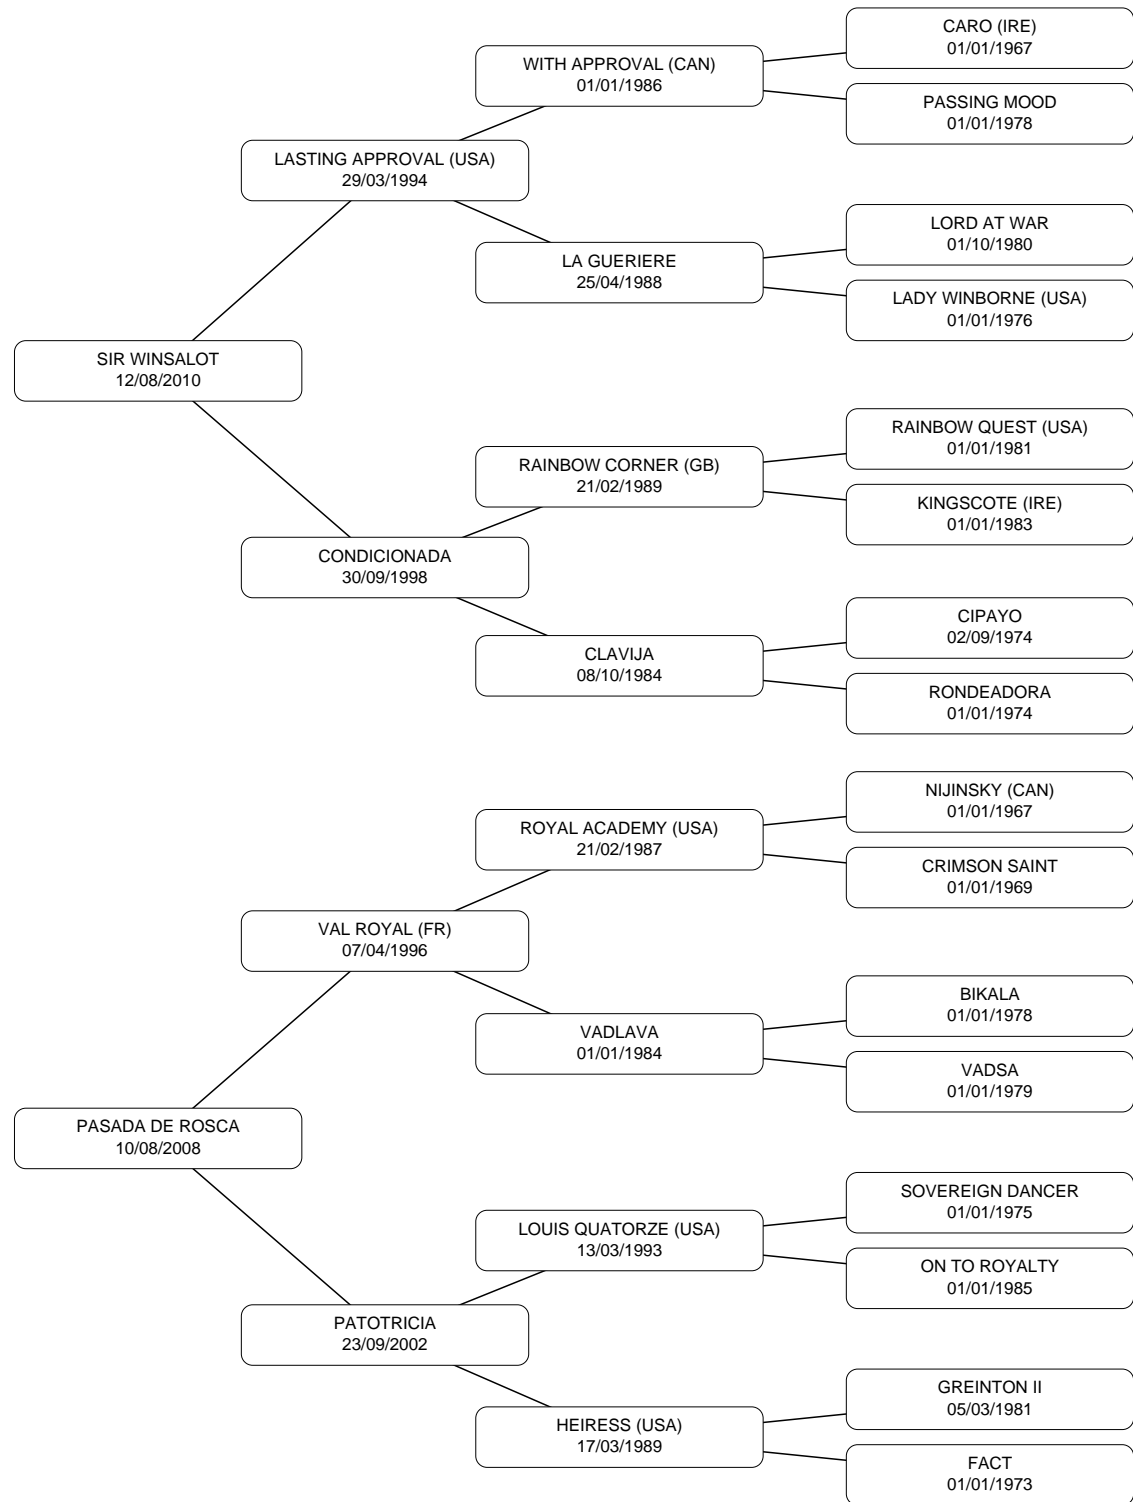 CARO (IRE)
01/01/1967
WITH APPROVAL (CAN)
01/01/1986
PASSING MOOD
01/01/1978
LASTING APPROVAL (USA)
29/03/1994
LORD AT WAR
01/10/1980
LA GUERIERE
25/04/1988
LADY WINBORNE (USA)
01/01/1976
SIR WINSALOT
12/08/2010
RAINBOW QUEST (USA)
01/01/1981
RAINBOW CORNER (GB)
21/02/1989
KINGSCOTE (IRE)
01/01/1983
CONDICIONADA
30/09/1998
CIPAYO
02/09/1974
CLAVIJA
08/10/1984
RONDEADORA
01/01/1974
NIJINSKY (CAN)
01/01/1967
ROYAL ACADEMY (USA)
21/02/1987
CRIMSON SAINT
01/01/1969
VAL ROYAL (FR)
07/04/1996
BIKALA
01/01/1978
VADLAVA
01/01/1984
VADSA
01/01/1979
PASADA DE ROSCA
10/08/2008
SOVEREIGN DANCER
01/01/1975
LOUIS QUATORZE (USA)
13/03/1993
ON TO ROYALTY
01/01/1985
PATOTRICIA
23/09/2002
GREINTON II
05/03/1981
HEIRESS (USA)
17/03/1989
FACT
01/01/1973